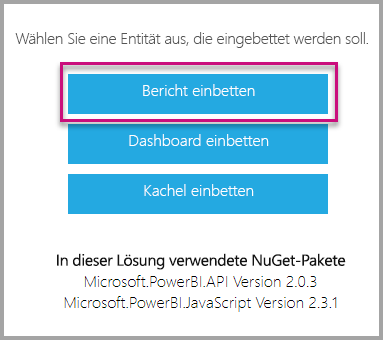 Wählen Sie eine Entität aus, die eingebettet werden soll.
Bericht einbetten
Dashboard einbetten
Kachel einbetten
In dieser Lösung verwendete NuGet-Pakete
Microsoft.PowerBI.API Version 2.0.3
Microsoft.PowerBI.JavaScript Version 2.3.1